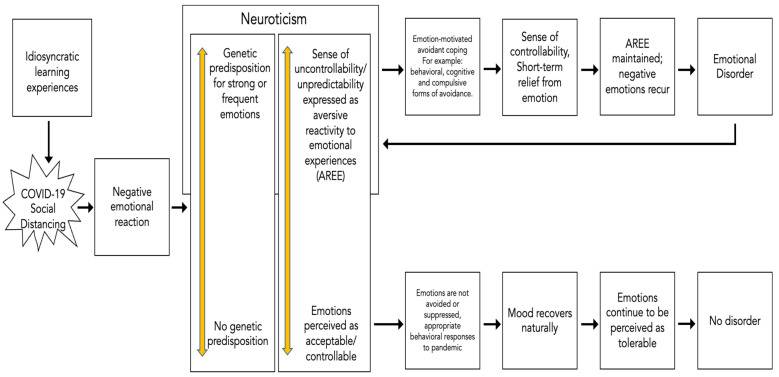 Neuroticism
Idiosyncratic
learning
experiences
COVID-19
Social
Distancing
Negative
emotional
reaction
Genetic
predisposition
for strong or
frequent
emotions
No genetic
predisposition
Sense of
uncontrollability/
unpredictability
expressed as
aversive
reactivity to
emotional
experiences
(AREE)
Emotions
perceived as
acceptable/
controllable
Emotion-motivated
avoidant coping
For example:
behavioral, cognitive
and compulsive
forms of avoidance.
Sense of
controllability,
Short-term
relief from
emotion
AREE
maintained;
negative
emotions recur
Emotional
Disorder
Emotions are not
avoided or
suppressed,
appropriate
behavioral responses
to pandemic
Mood recovers
naturally
Emotions
continue to be
perceived as
tolerable
No disorder